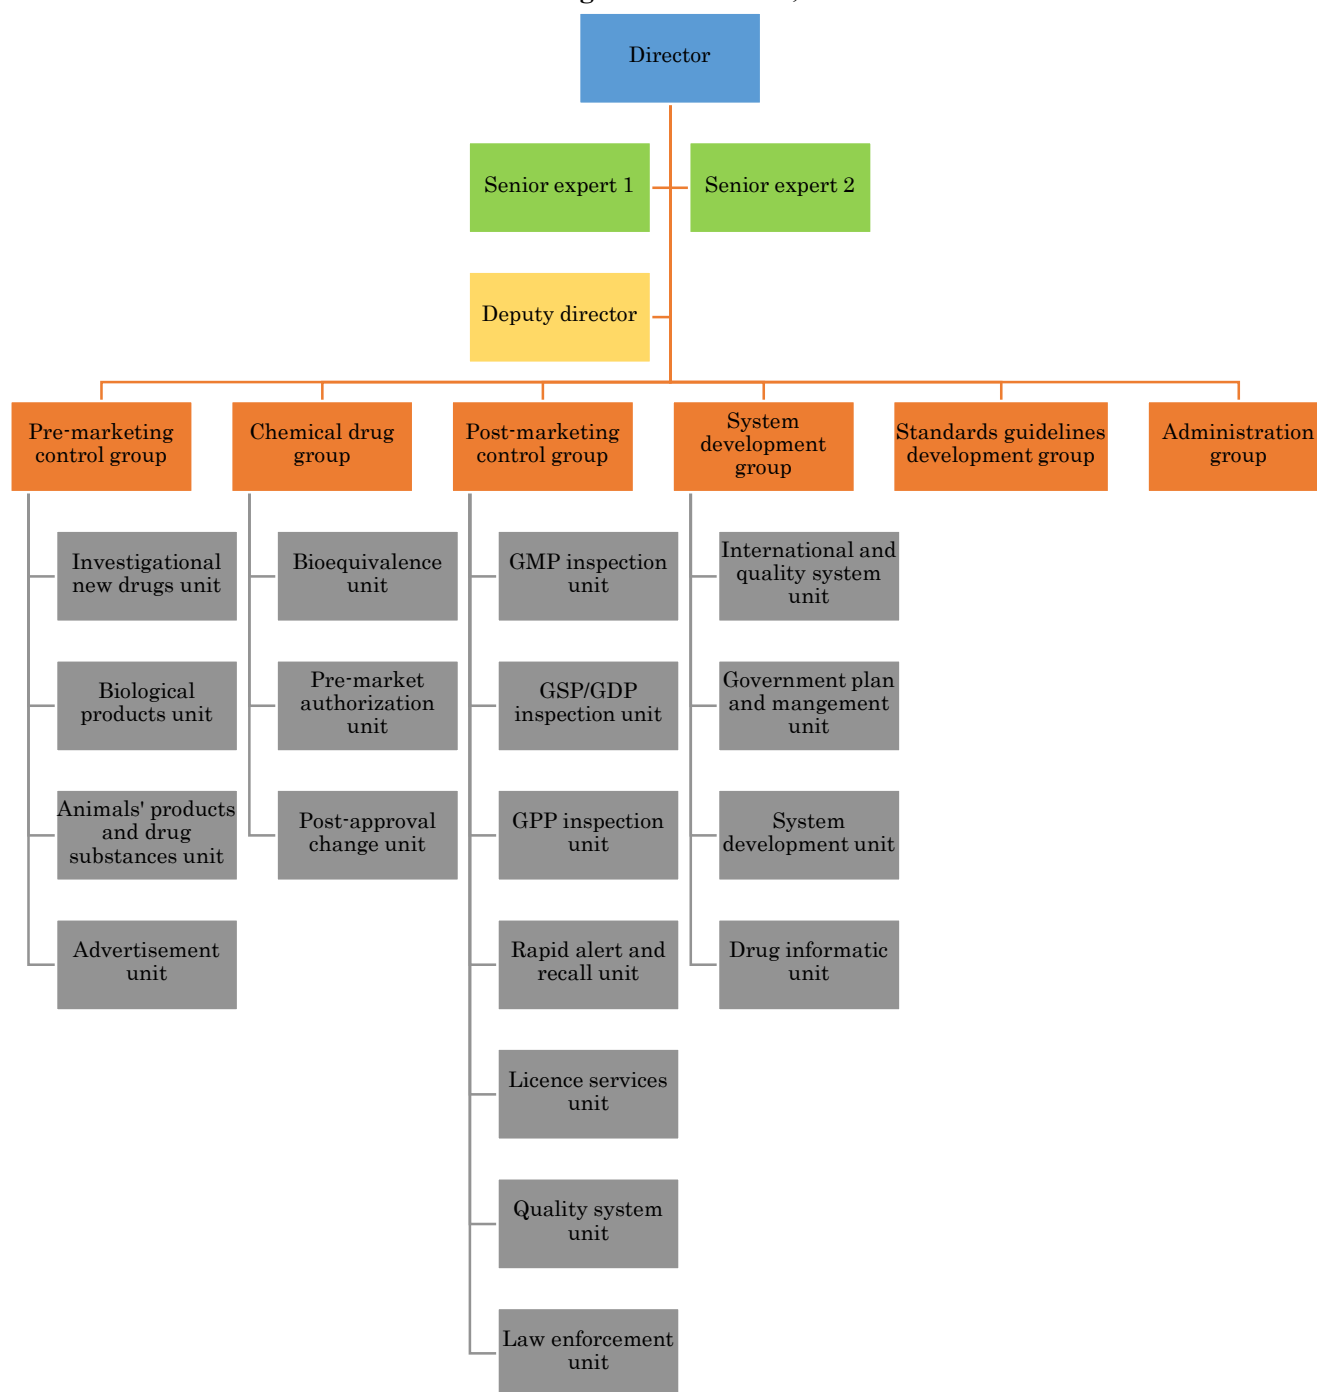 Director
Senior expert 1
Senior expert 2
Deputy director
Pre-marketing
control group
Chemical drug
group
Post-marketing
control group
System
development
group
Standards guidelines
development group
Administration
group
Investigational
new drugs unit
Biological
products unit
Animals' products
and drug
substances unit
Advertisement
unit
Bioequivalence
unit
Pre-market
authorization
unit
Post-approval
change unit
GMP inspection
unit
GSP/GDP
inspection unit
GPP inspection
unit
Rapid alert and
recall unit
Licence services
unit
Quality system
unit
Law enforcement
unit
International and
quality system
unit
Government plan
and mangement
unit
System
development unit
Drug informatic
unit